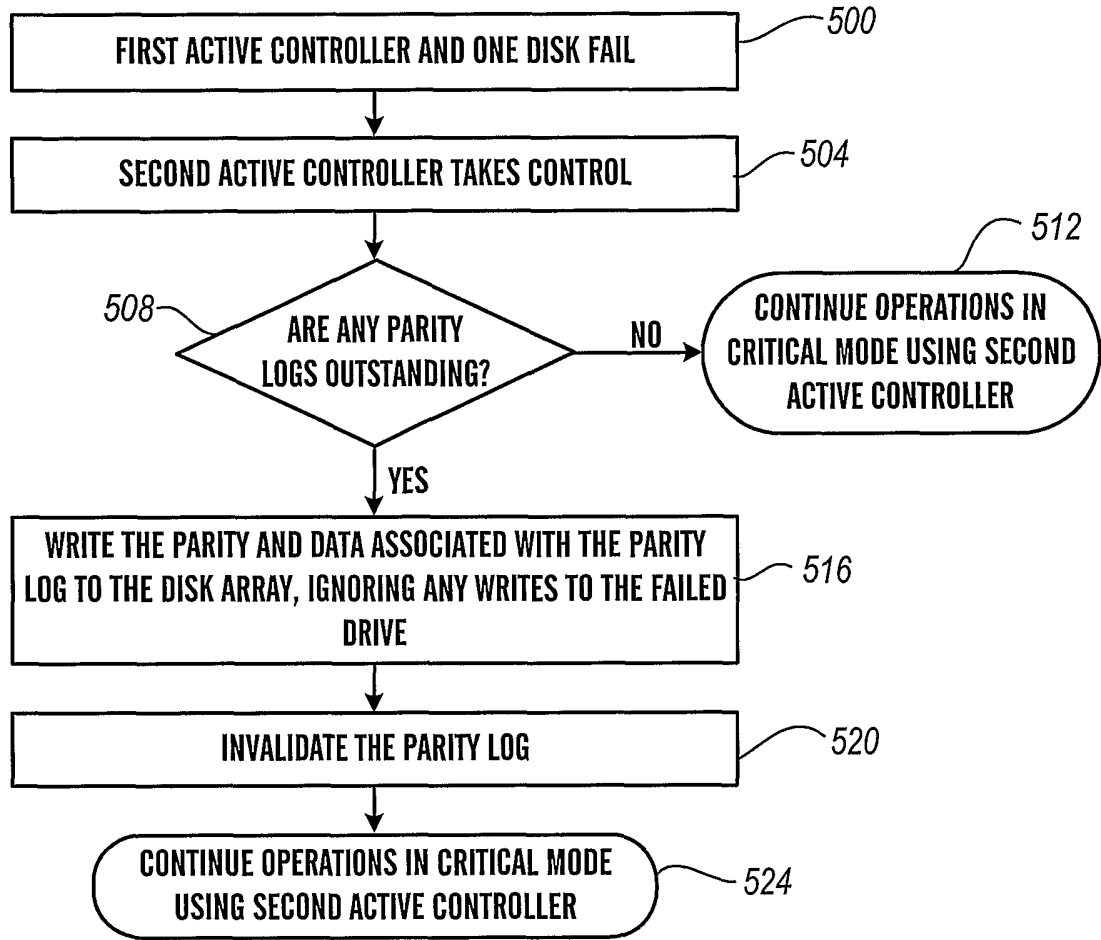 500
FIRST ACTIVE CONTROLLER AND ONE DISK FAIL
504
SECOND ACTIVE CONTROLLER TAKES CONTROL
512
508
ARE ANY PARITY
LOGS OUTSTANDING?
NO
CONTINUE OPERATIONS IN
CRITICAL MODE USING SECOND
ACTIVE CONTROLLER
YES
WRITE THE PARITY AND DATA ASSOCIATED WITH THE PARITY
LOG TO THE DISK ARRAY, IGNORING ANY WRITES TO THE FAILED
DRIVE
516
INVALIDATE THE PARITY LOG
520
CONTINUE OPERATIONS IN CRITICAL MODE
USING SECOND ACTIVE CONTROLLER
524